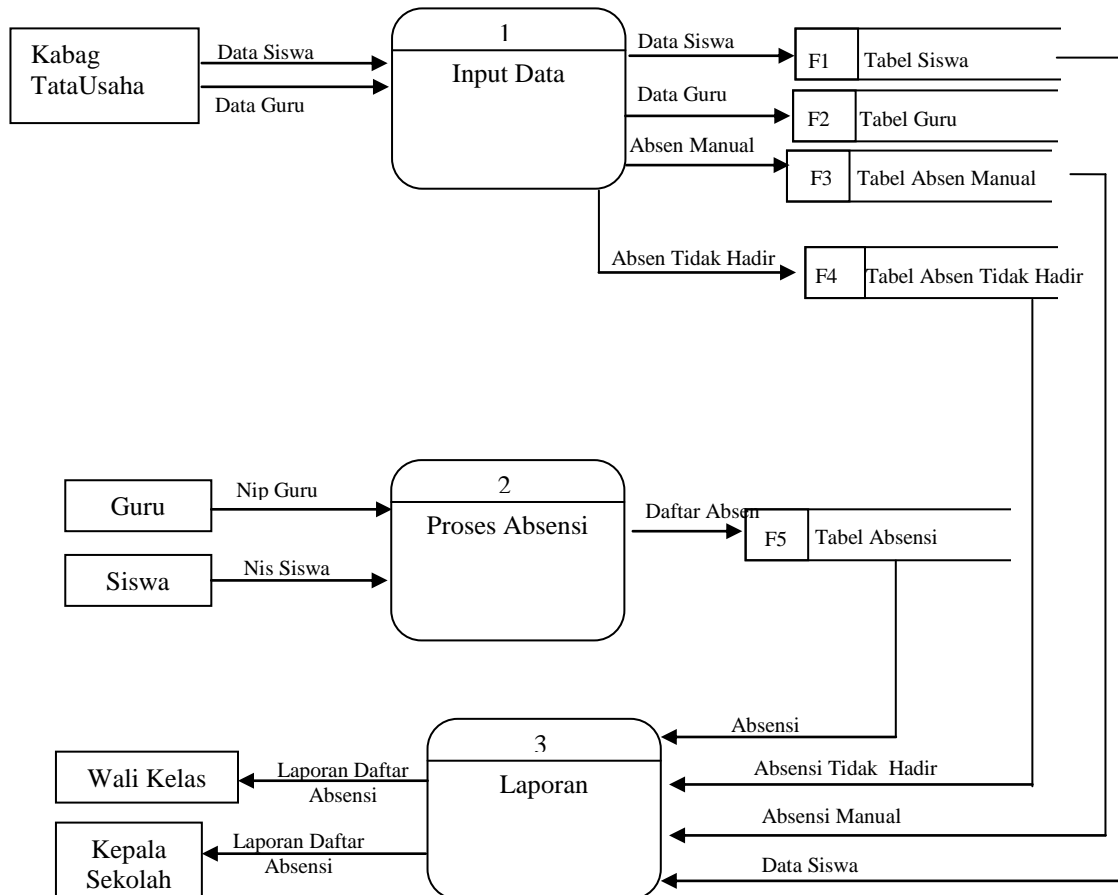 Kabag
TataUsaha
Data Siswa
Data Guru
1
Input Data
Data Siswa
Data Guru
Absen Manual
Absen Tidak Hadir
F1 Tabel Siswa
F2 Tabel Guru
F3 Tabel Absen Manual
F4 Tabel Absen Tidak Hadir
Guru
Nip Guru
Siswa
Nis Siswa
2
Proses Absensi
Daftar Absen
F5 Tabel Absensi
3
Laporan
Absensi
Absensi Tidak Hadir
Absensi Manual
Data Siswa
Wali Kelas
Laporan Daftar
Absensi
Kepala
Sekolah
Laporan Daftar
Absensi